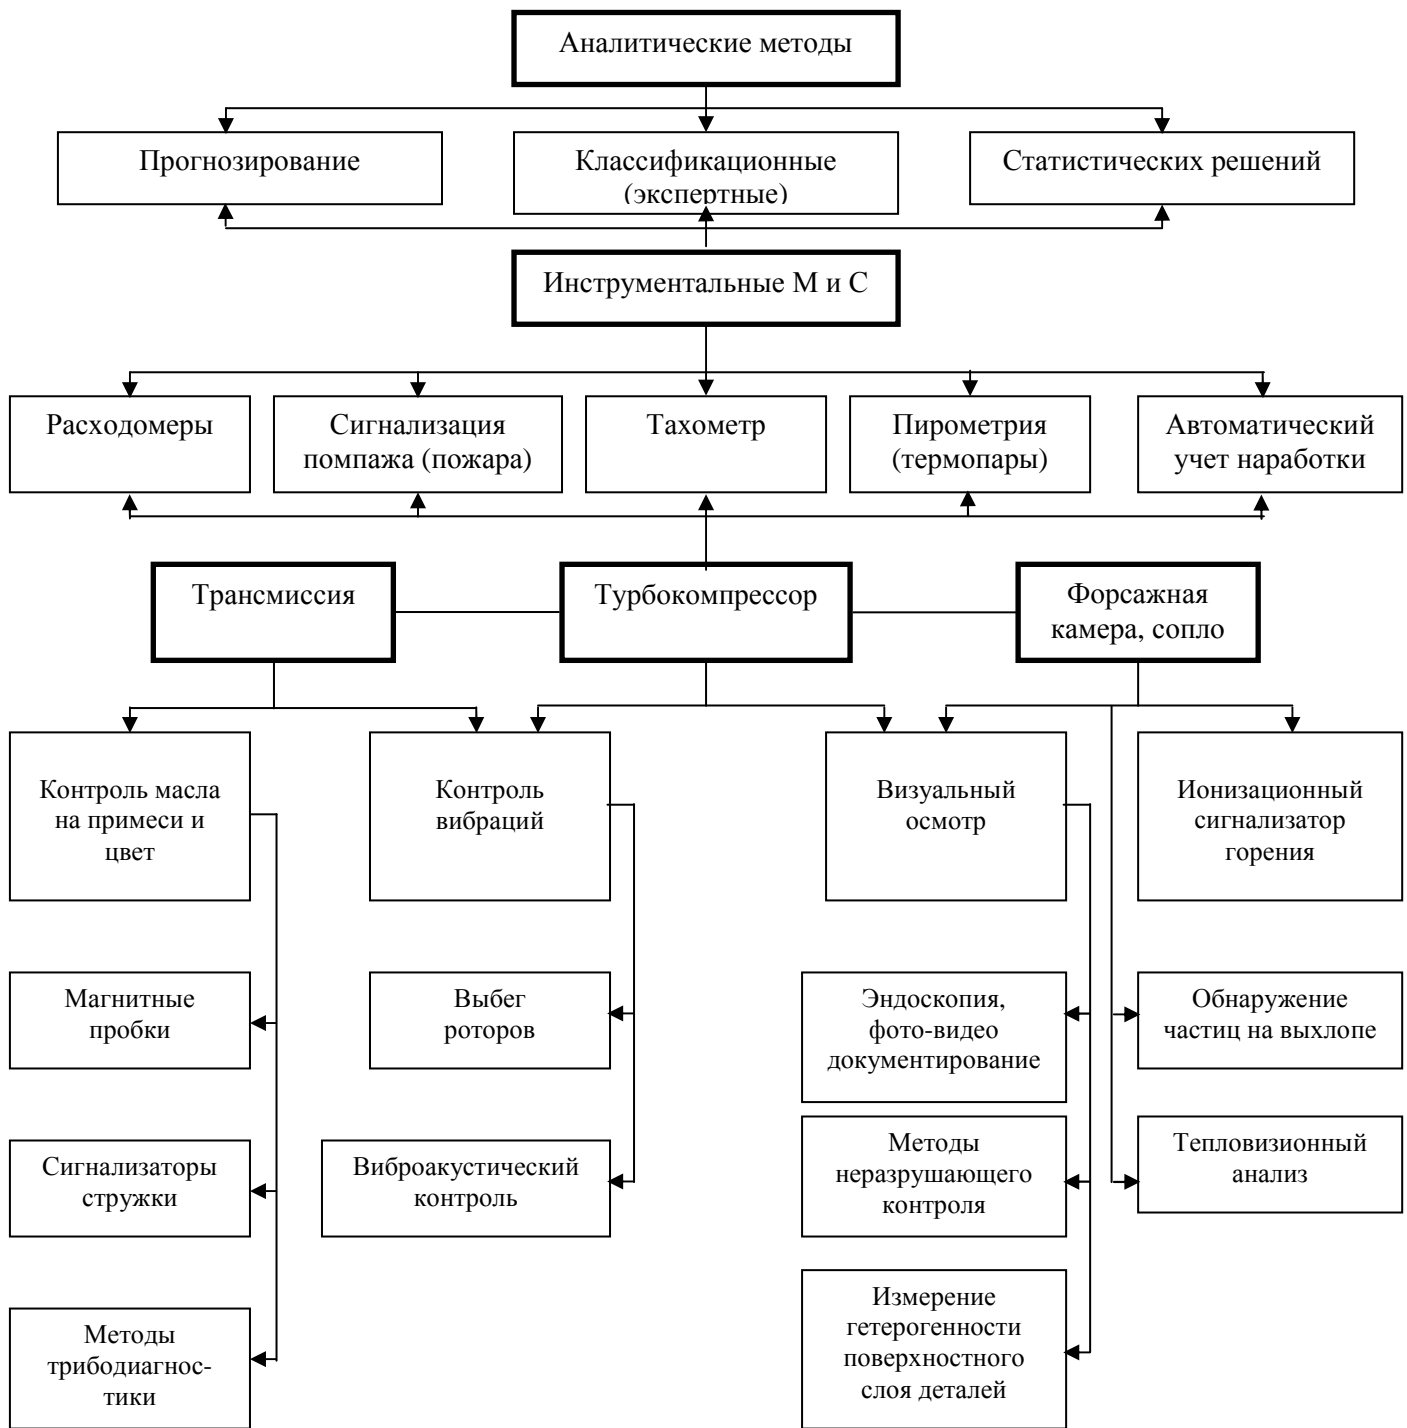 Аналитические методы
Прогнозирование
Классификационные
(экспертные)
Статистических решений
Инструментальные М и С
Расходомеры
Сигнализация
помпажа (пожара)
Тахометр
Пирометрия
(термопары)
Автоматический
учет наработки
Трансмиссия
Турбокомпрессор
Форсажная
камера, сопло
Контроль масла
на примеси и
цвет
Контроль
вибраций
Визуальный
осмотр
Ионизационный
сигнализатор
горения
Магнитные
пробки
Выбег
роторов
Эндоскопия,
фото-видео
документирование
Обнаружение
частиц на выхлопе
Сигнализаторы
стружки
Виброакустический
контроль
Методы
неразрушающего
контроля
Тепловизионный
анализ
Методы
трибодиагнос-
тики
Измерение
гетерогенности
поверхностного
слоя деталей